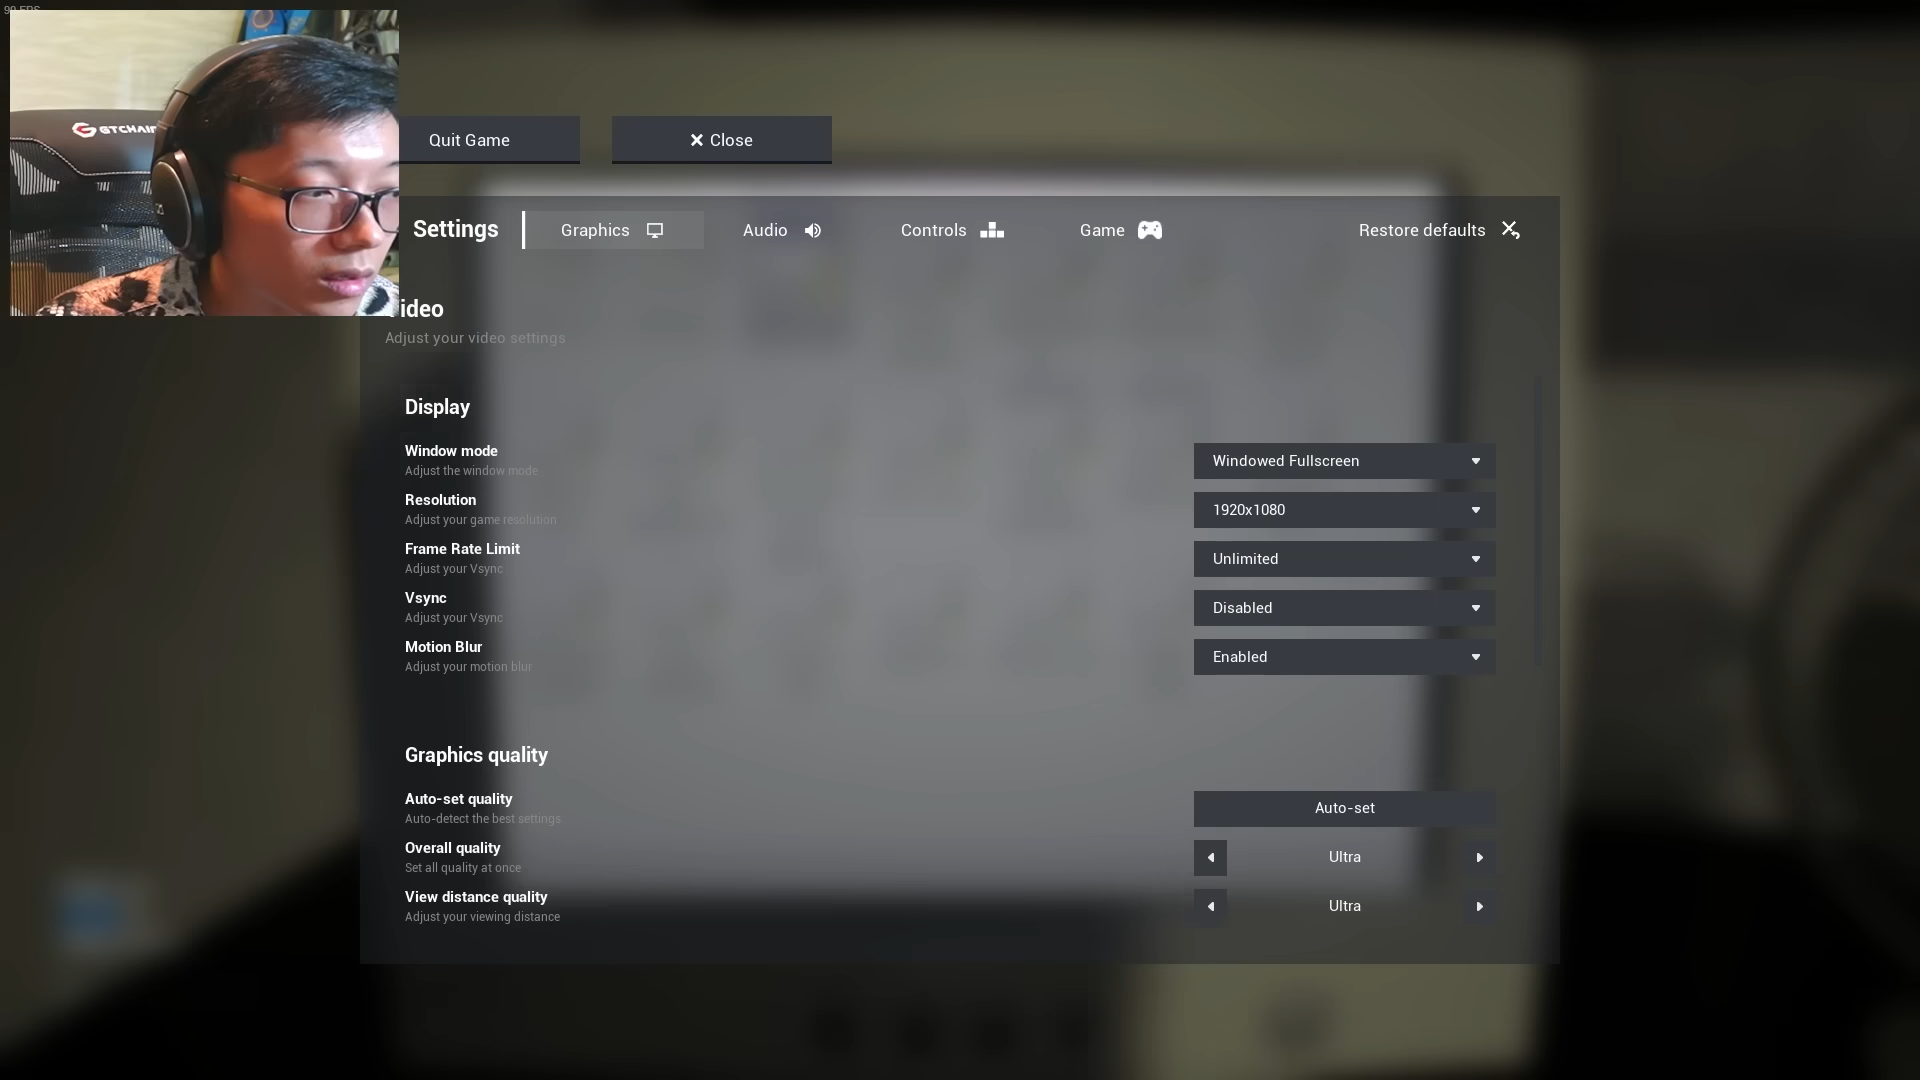 99 FPS
GTCHAIR
Quit Game
Close
Settings
Graphics
Audio
Controls
Game
Restore defaults
ideo
Adjust your video settings
Display
Window mode
Adjust the window mode
Windowed Fullscreen
Resolution
Adjust your game resolution
1920x1080
Frame Rate Limit
Adjust your Vsync
Unlimited
Vsync
Adjust your Vsync
Disabled
Motion Blur
Adjust your motion blur
Enabled
Graphics quality
Auto-set quality
Auto-detect the best settings
Auto-set
Overall quality
Set all quality at once
Ultra
View distance quality
Adjust your viewing distance
Ultra